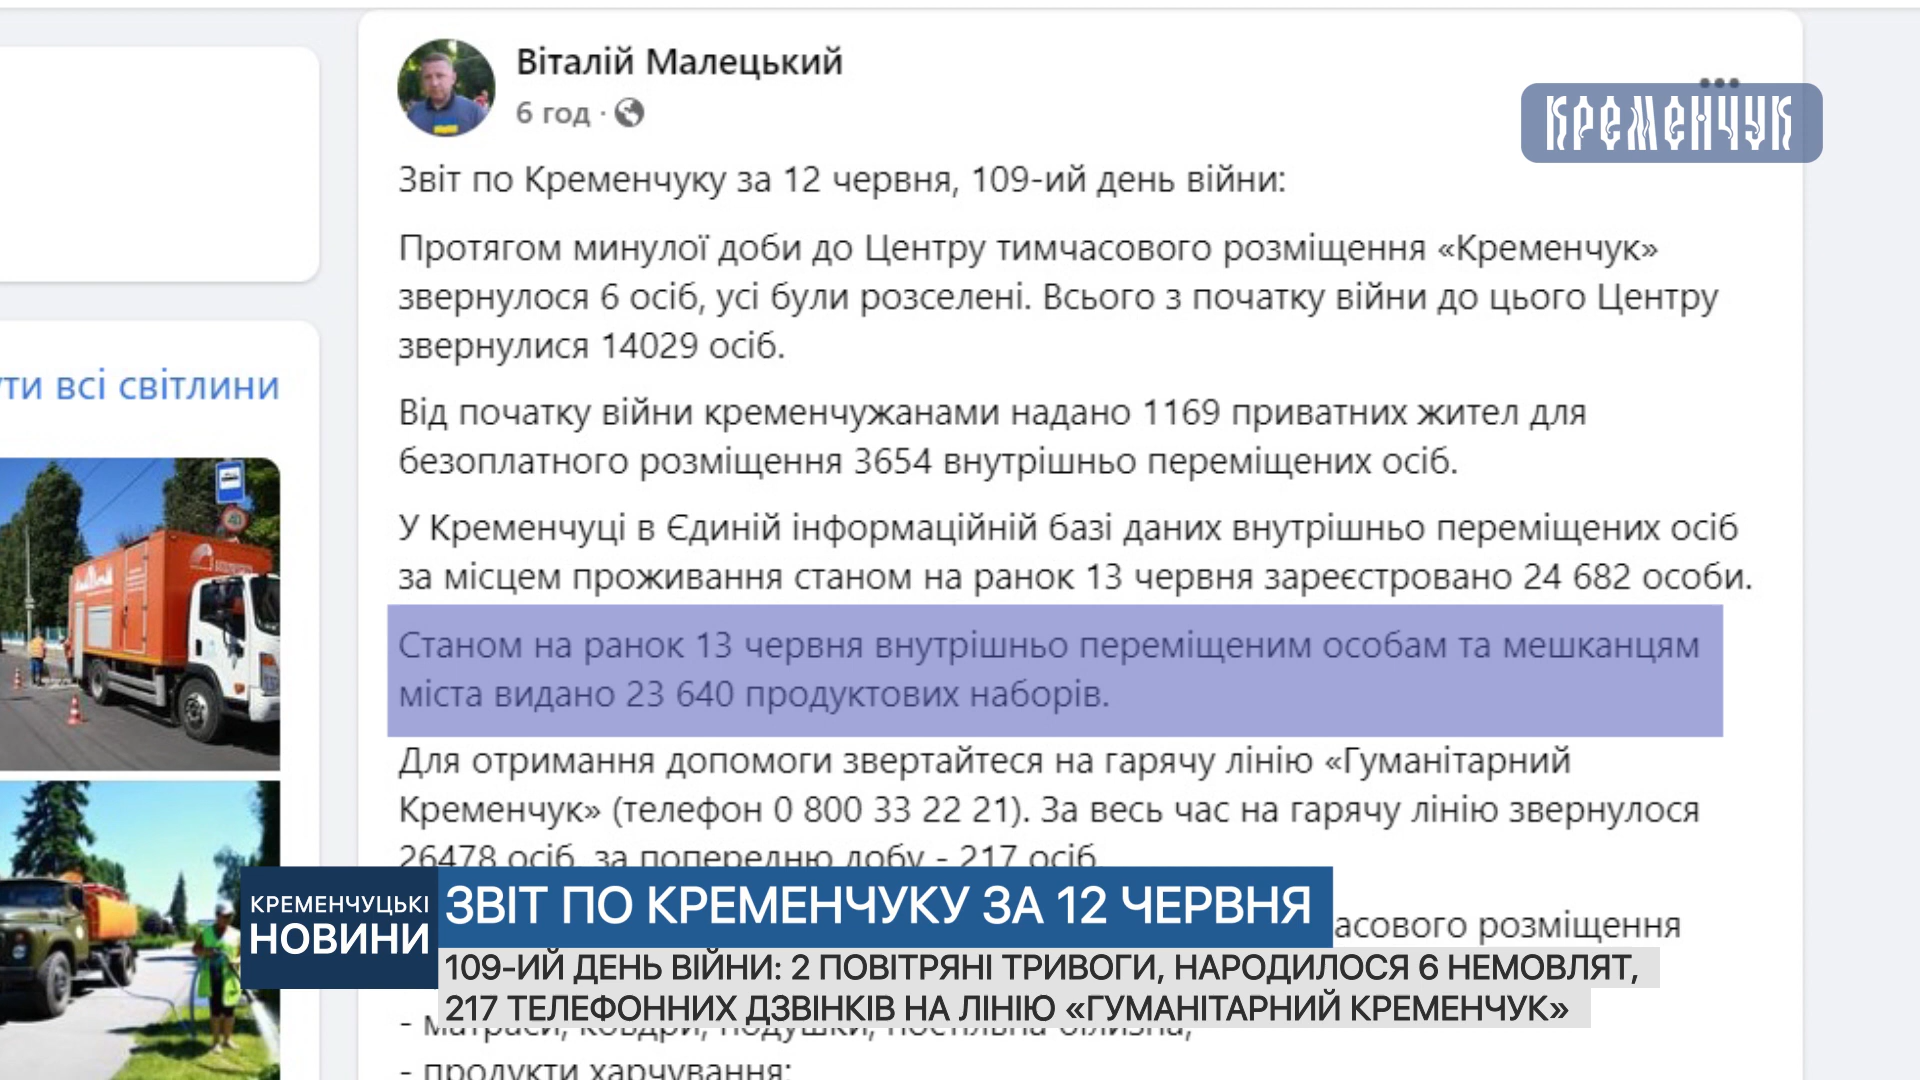 Віталій Малецький
6 год ·
КРЕМЕНЧУК
Звіт по Кременчуку за 12 червня, 109-ий день війни:
Протягом минулої доби до Центру тимчасового розміщення «Кременчук»
звернулося 6 осіб, усі були розселені. Всього з початку війни до цього Центру
звернулися 14029 осіб.
Від початку війни кременчужанами надано 1169 приватних жител для
безоплатного розміщення 3654 внутрішньо переміщених осіб.
У Кременчуці в Єдиній інформаційній базі даних внутрішньо переміщених осіб
за місцем проживання станом на ранок 13 червня зареєстровано 24 682 особи.
Станом на ранок 13 червня внутрішньо переміщеним особам та мешканцям
міста видано 23 640 продуктових наборів.
Для отримання допомоги звертайтеся на гарячу лінію «Гуманітарний
Кременчук» (телефон 0 800 33 22 21). За весь час на гарячу лінію звернулося
26478 осіб, за попередню добу - 217 осіб
асового розміщення
- матраси, ковдри, подушки, постільна білизна,
- продукти харчування;
ти всі світлини
40
КРЕМЕНЧУЦЬКІ
НОВИНИ
ЗВІТ ПО КРЕМЕНЧУКУ ЗА 12 ЧЕРВНЯ
109-ИЙ ДЕНЬ ВІЙНИ: 2 ПОВІТРЯНІ ТРИВОГИ, НАРОДИЛОСЯ 6 НЕМОВЛЯТ,
217 ТЕЛЕФОННИХ ДЗВІНКІВ НА ЛІНІЮ «ГУМАНІТАРНИЙ КРЕМЕНЧУК»